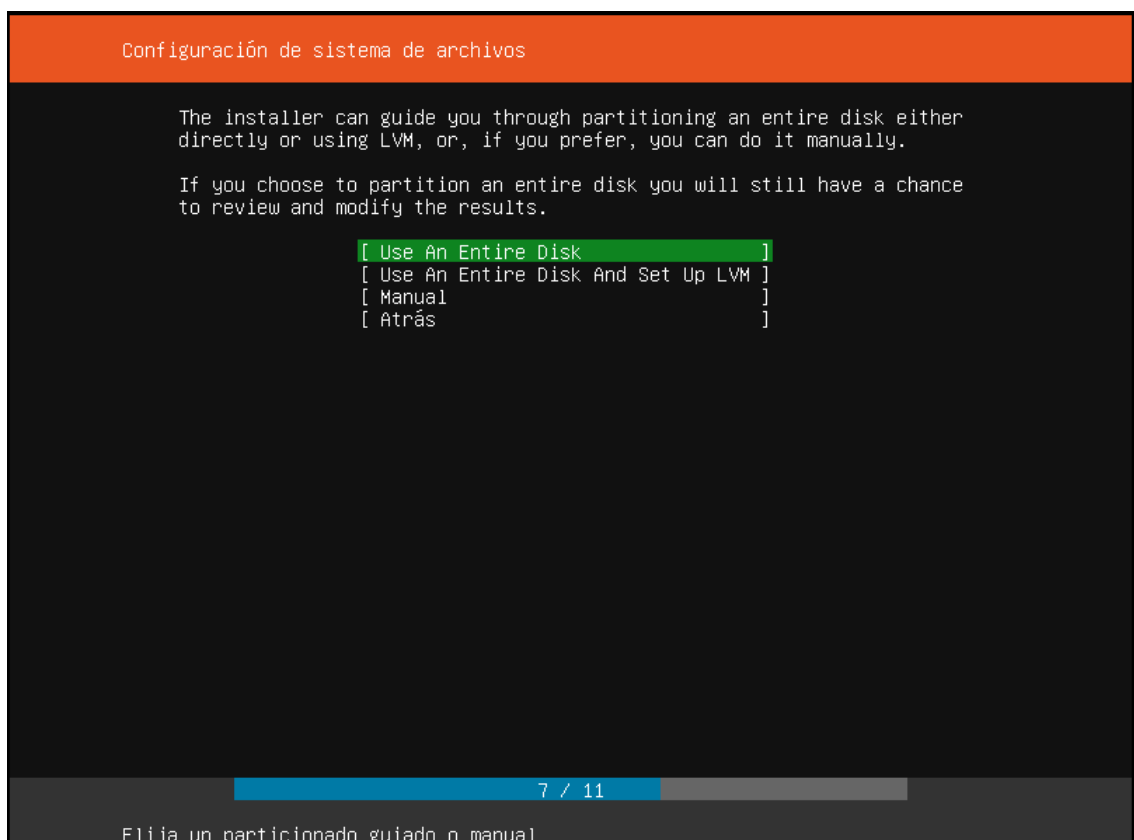 Configuración de sistema de archivos
The installer can guide you through partitioning an entire disk either
directly or using LVM, or, if you prefer, you can do it manually.
If you choose to partition an entire disk you will still have a chance
to review and modify the results.
[ Use An Entire Disk ]
[ Use An Entire Disk And Set Up LVM ]
[ Manual ]
[ Atrás ]
7 / 11
Elija un particionado guiado o manual